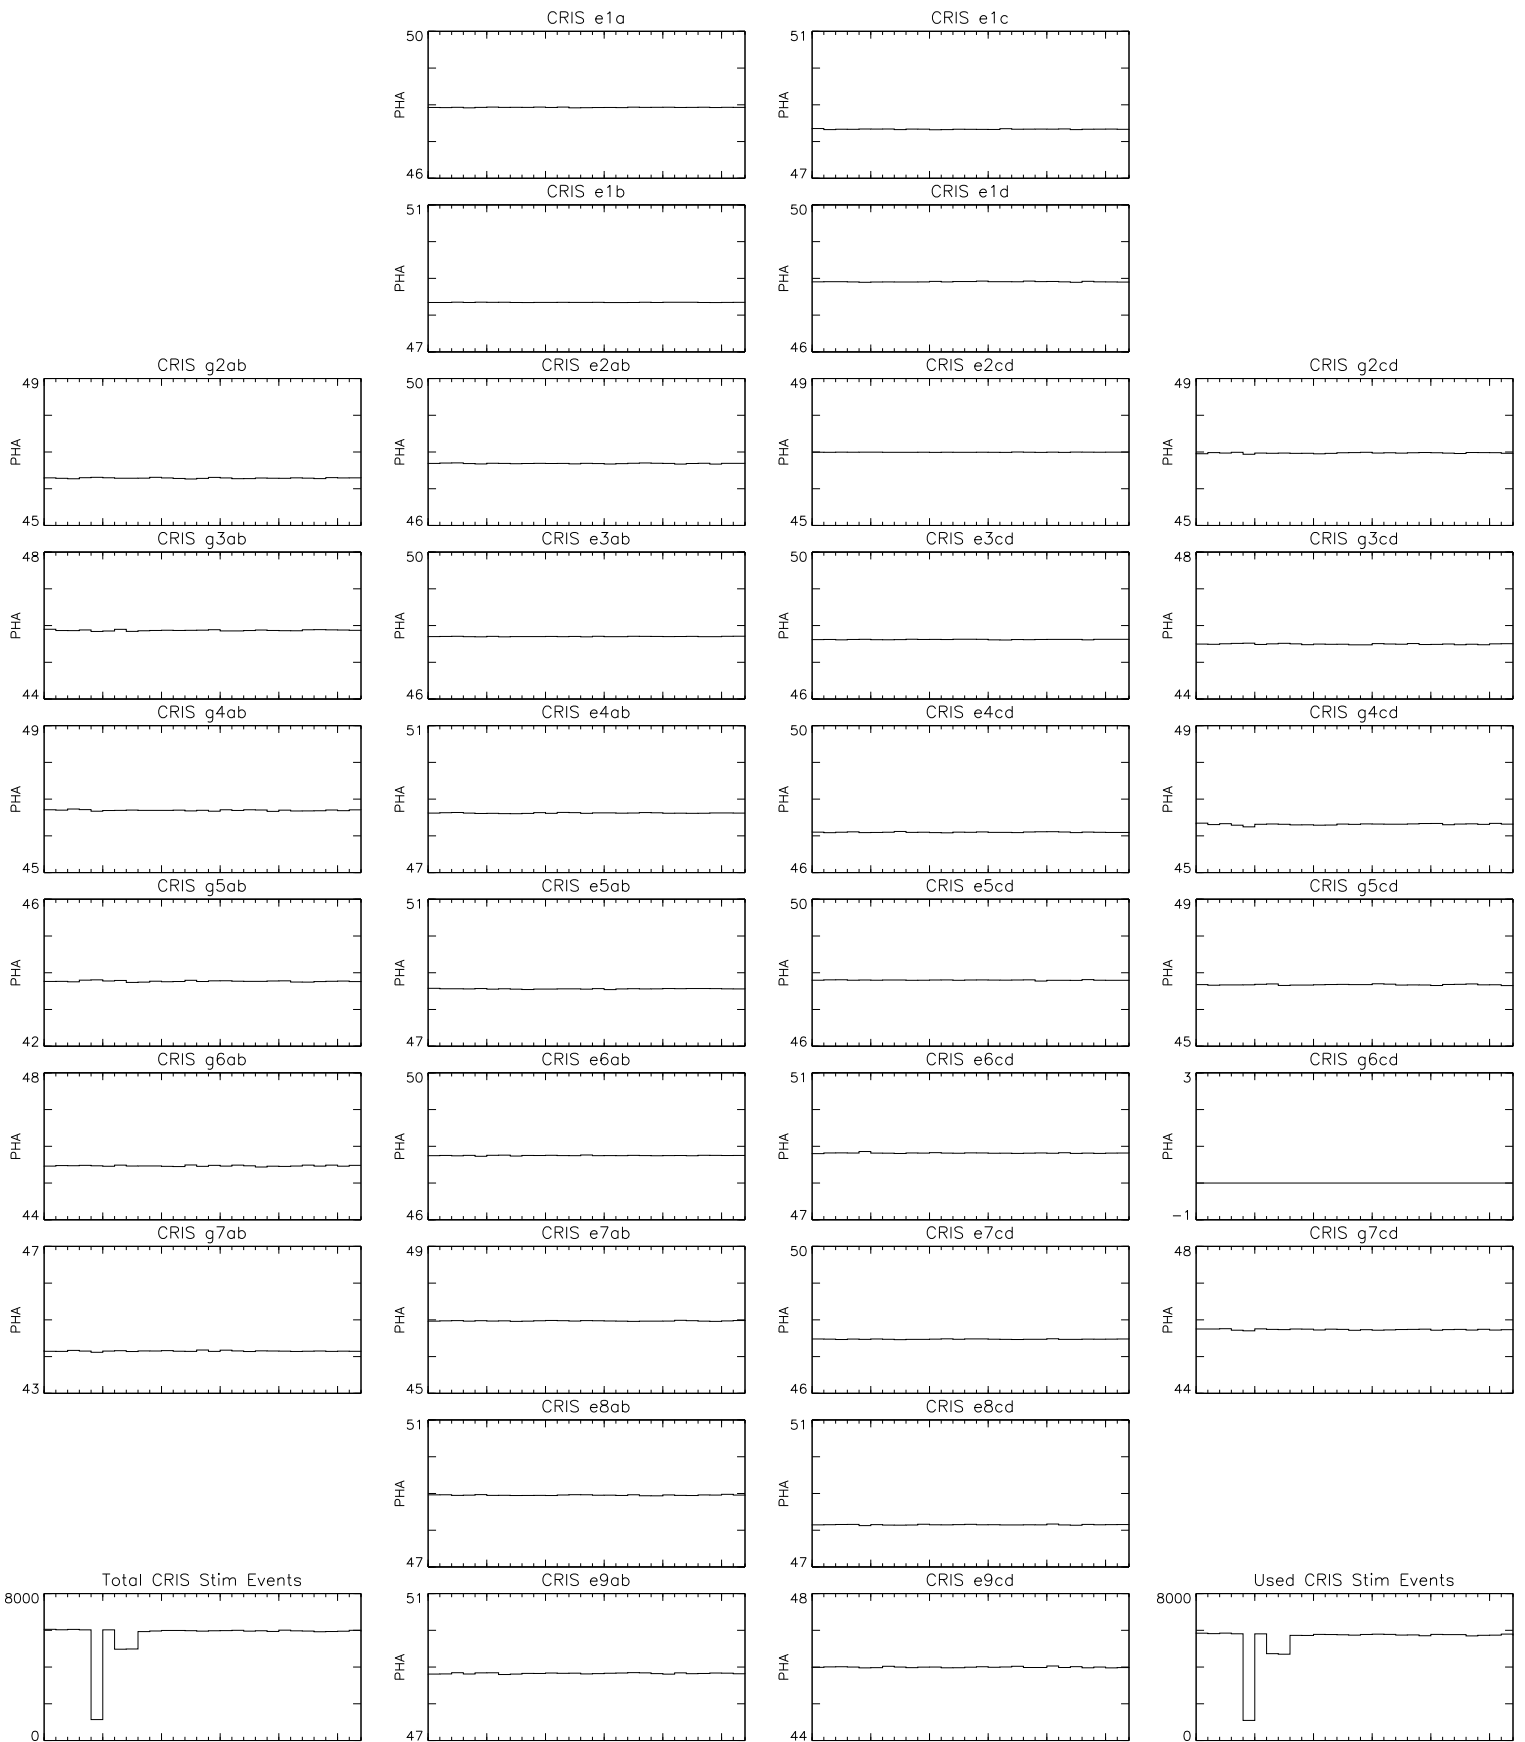 CRIS e1a
50
PHA
46
CRIS e1c
51
PHA
47
CRIS e1b
51
PHA
47
CRIS e1d
50
PHA
46
CRIS g2ab
49
PHA
45
CRIS e2ab
50
PHA
46
CRIS e2cd
49
PHA
45
CRIS g2cd
49
PHA
45
CRIS g3ab
48
PHA
44
CRIS e3ab
50
PHA
46
CRIS e3cd
50
PHA
46
CRIS g3cd
48
PHA
44
CRIS g4ab
49
PHA
45
CRIS e4ab
51
PHA
47
CRIS e4cd
50
PHA
46
CRIS g4cd
49
PHA
45
CRIS g5ab
46
PHA
42
CRIS e5ab
51
PHA
47
CRIS e5cd
50
PHA
46
CRIS g5cd
49
PHA
45
CRIS g6ab
48
PHA
44
CRIS e6ab
50
PHA
46
CRIS e6cd
51
PHA
47
CRIS g6cd
3
PHA
-1
CRIS g7ab
47
PHA
43
CRIS e7ab
49
PHA
45
CRIS e7cd
50
PHA
46
CRIS g7cd
48
PHA
44
CRIS e8ab
51
PHA
47
CRIS e8cd
51
PHA
47
Total CRIS Stim Events
8000
0
CRIS e9ab
51
PHA
47
CRIS e9cd
48
PHA
44
Used CRIS Stim Events
8000
0